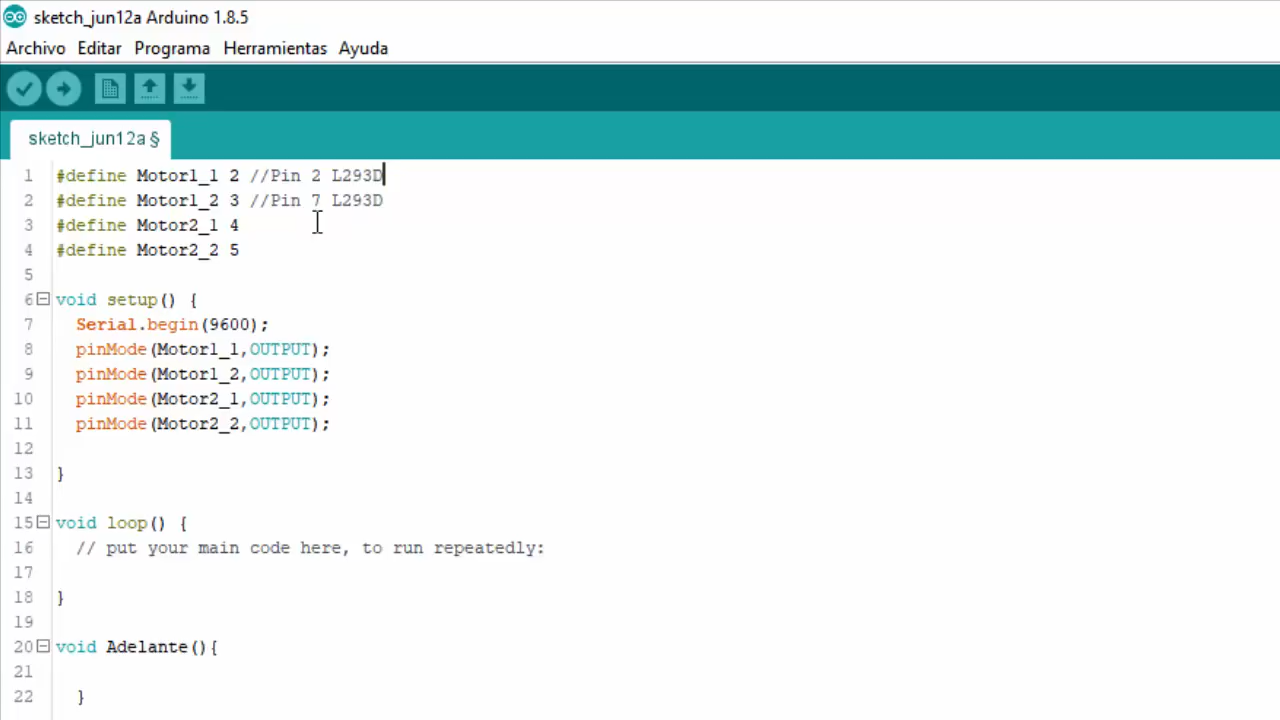 sketch_jun12a Arduino 1.8.5
Archivo Editar Programa Herramientas Ayuda
sketch_jun12a §
1 #define Motor1_1 2 //Pin 2 L293D
2 #define Motor1_2 3 //Pin 7 L293D
3 #define Motor2_1 4
4 #define Motor2_2 5
5
6 void setup() {
7 Serial.begin(9600);
8 pinMode(Motor1_1,OUTPUT);
9 pinMode(Motor1_2,OUTPUT);
10 pinMode(Motor2_1,OUTPUT);
11 pinMode(Motor2_2,OUTPUT);
12
13 }
14
15 void loop() {
16 // put your main code here, to run repeatedly:
17
18 }
19
20 void Adelante(){
21
22 }